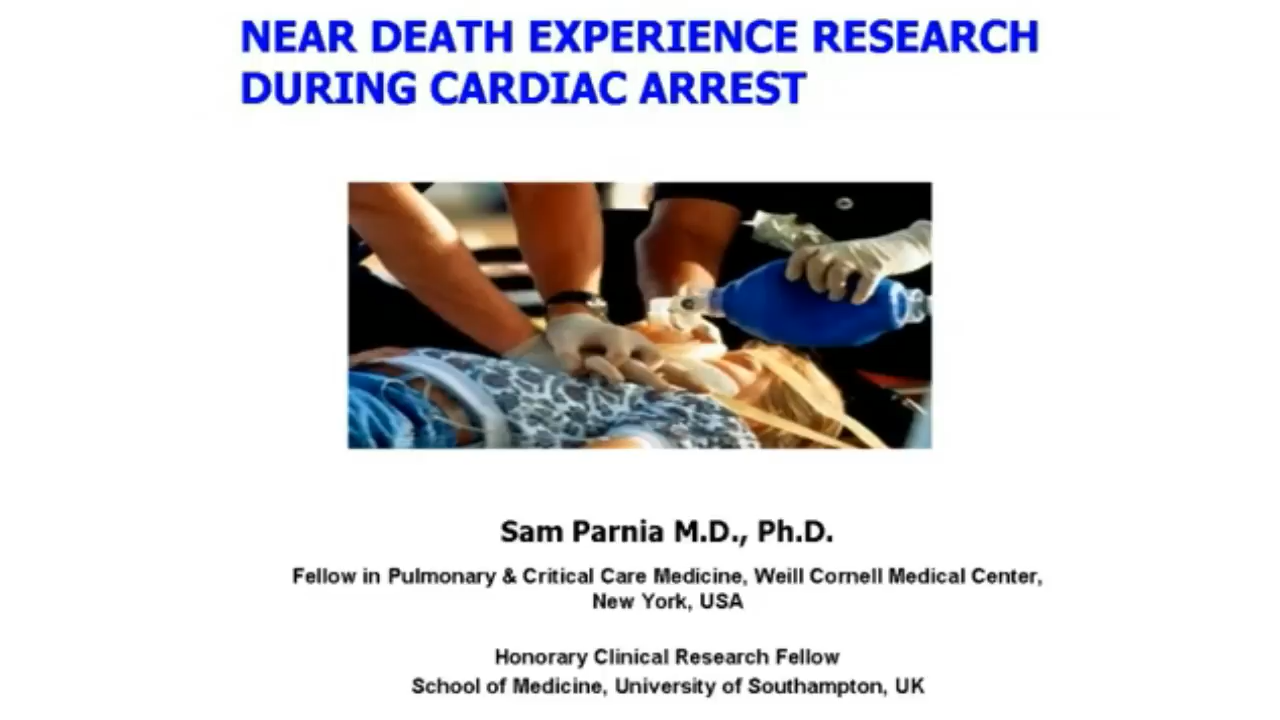 NEAR DEATH EXPERIENCE RESEARCH
DURING CARDIAC ARREST
Sam Parnia M.D., Ph.D.
Fellow in Pulmonary & Critical Care Medicine, Weill Cornell Medical Center,
New York, USA
Honorary Clinical Research Fellow
School of Medicine, University of Southampton, UK